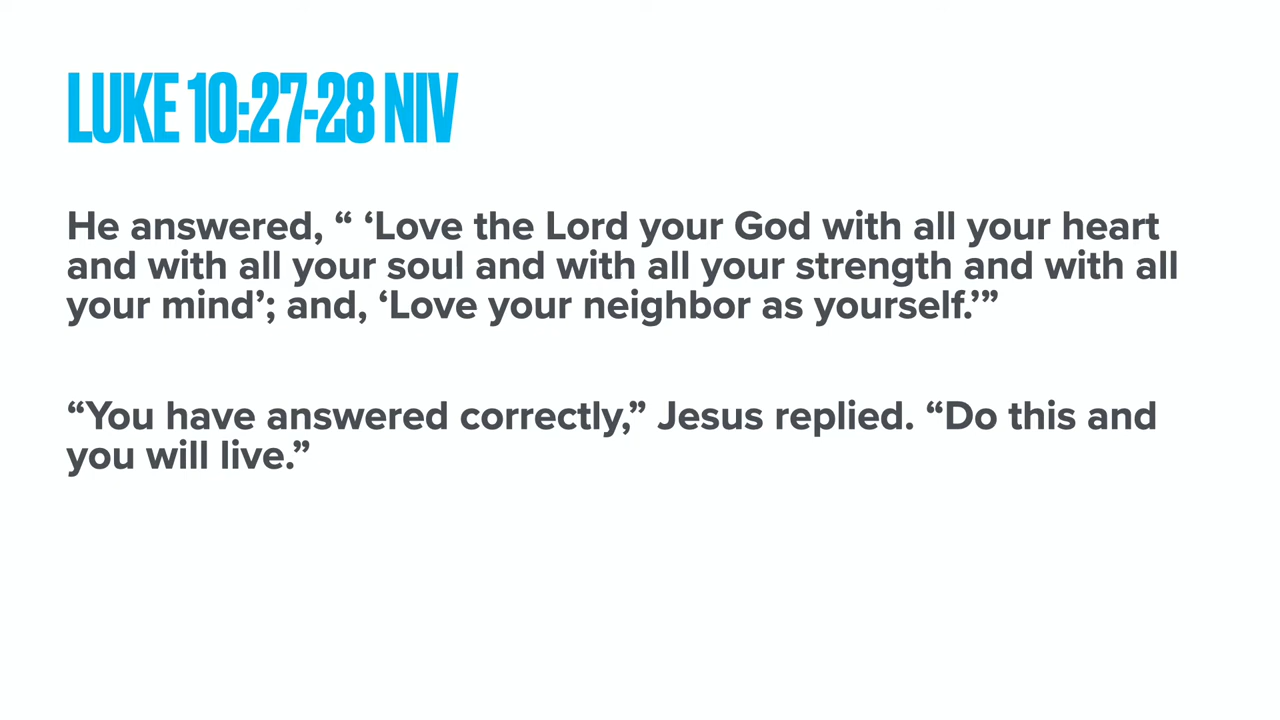 LUKE 10:27-28 NIV
He answered, “ ‘Love the Lord your God with all your heart
and with all your soul and with all your strength and with all
your mind’; and, ‘Love your neighbor as yourself.’”
“You have answered correctly,” Jesus replied. “Do this and
you will live.”